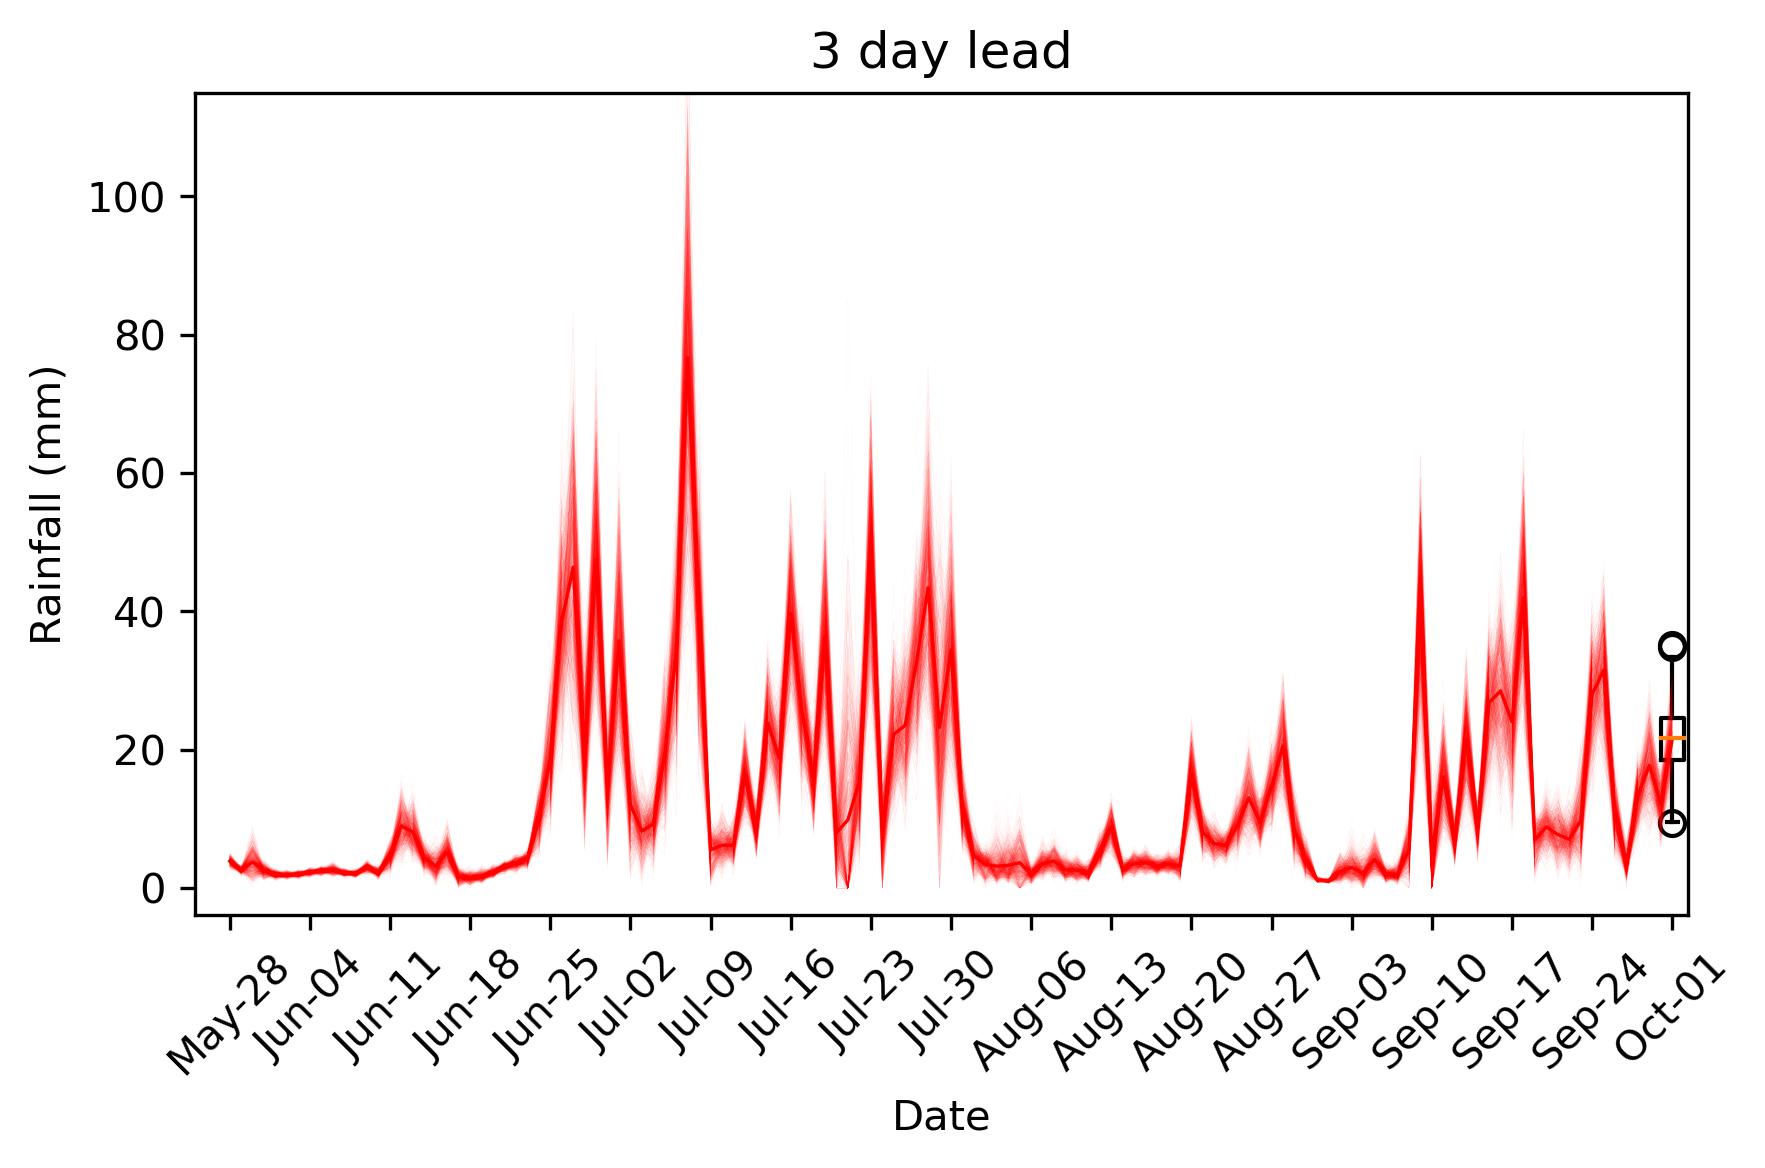 3 day lead
Rainfall (mm)
100
80
60
40
20
0
May-28
Jun-04
Jun-11
Jun-18
Jun-25
Jul-02
Jul-09
Jul-16
Jul-23
Jul-30
Aug-06
Aug-13
Aug-20
Aug-27
Sep-03
Sep-10
Sep-17
Sep-24
Oct-01
Date